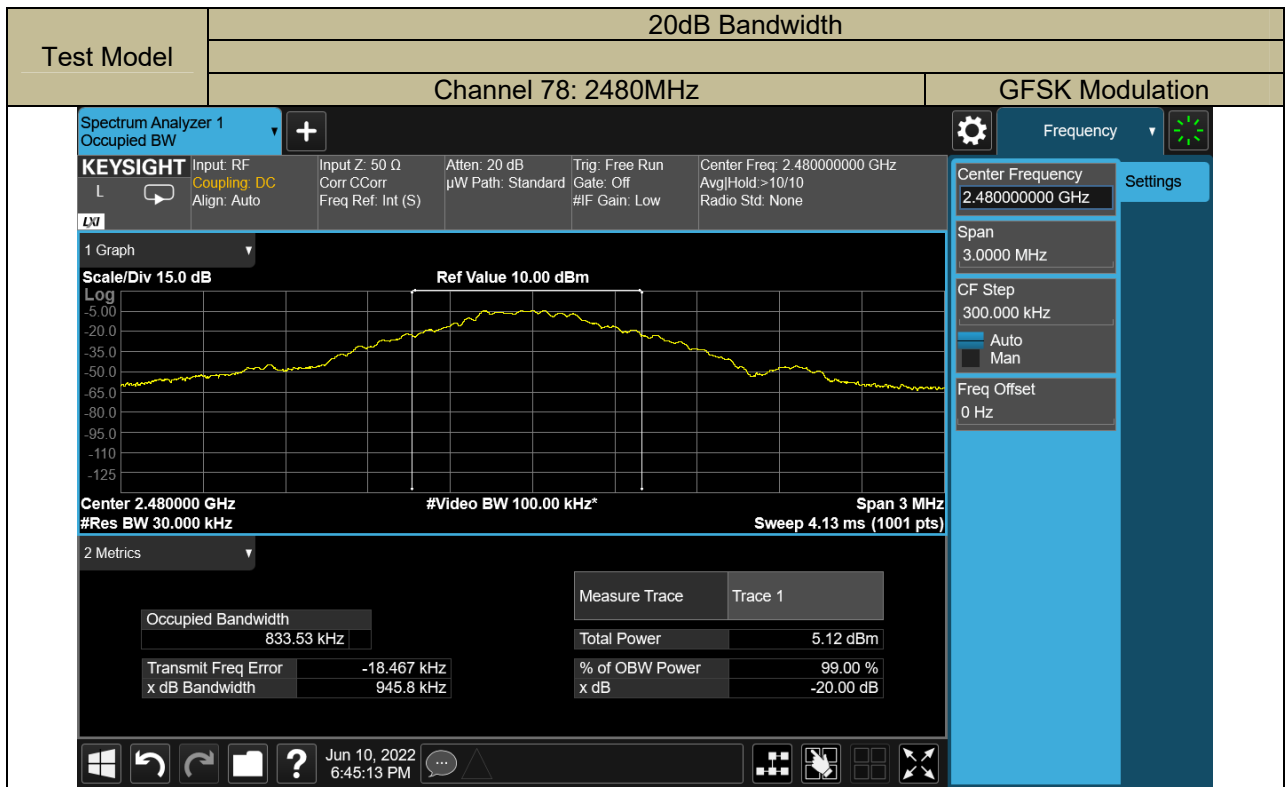 20dB Bandwidth
Test Model
Channel 78: 2480MHz GFSK Modulation
Spectrum Analyzer 1
Occupied BW
Frequency
KEYSIGHT
L
LXI
Input: RF
Coupling: DC
Align: Auto
Input Z: 50 Ω
Corr CCorr
Freq Ref: Int (S)
Atten: 20 dB
µW Path: Standard
Trig: Free Run
Gate: Off
#IF Gain: Low
Center Freq: 2.480000000 GHz
Avg|Hold:>10/10
Radio Std: None
Center Frequency
2.480000000 GHz
Settings
Span
3.0000 MHz
CF Step
300.000 kHz
Auto
Man
Freq Offset
0 Hz
1 Graph
Scale/Div 15.0 dB
Ref Value 10.00 dBm
Log
-5.00
-20.0
-35.0
-50.0
-65.0
-80.0
-95.0
-110
-125
Center 2.480000 GHz
#Video BW 100.00 kHz*
Span 3 MHz
#Res BW 30.000 kHz
Sweep 4.13 ms (1001 pts)
2 Metrics
Measure Trace Trace 1
Occupied Bandwidth
833.53 kHz
Total Power 5.12 dBm
Transmit Freq Error -18.467 kHz
% of OBW Power 99.00 %
x dB Bandwidth 945.8 kHz
x dB -20.00 dB
?
Jun 10, 2022
6:45:13 PM